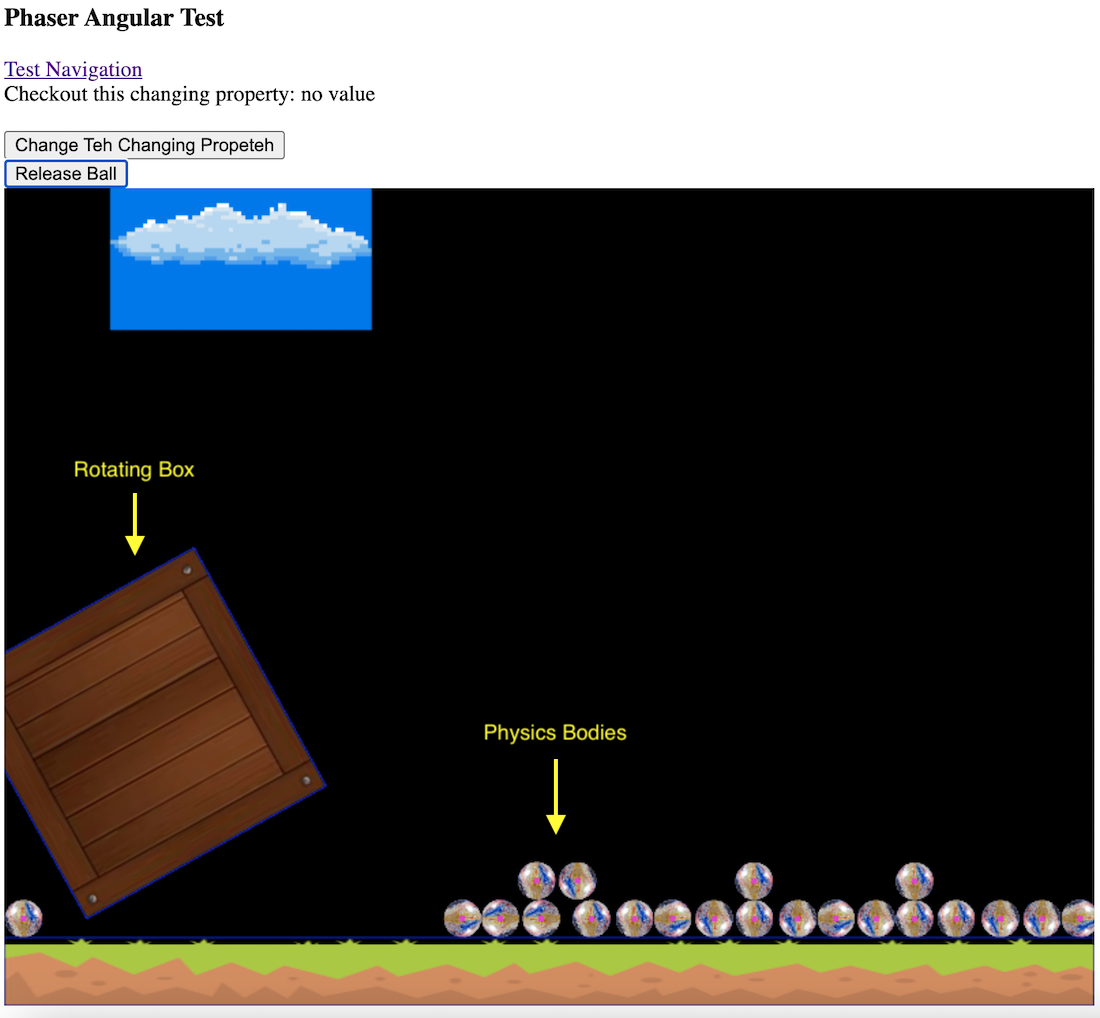 Phaser Angular Test
Test Navigation
Checkout this changing property: no value
Change Teh Changing Propeteh
Release Ball
Rotating Box
Physics Bodies